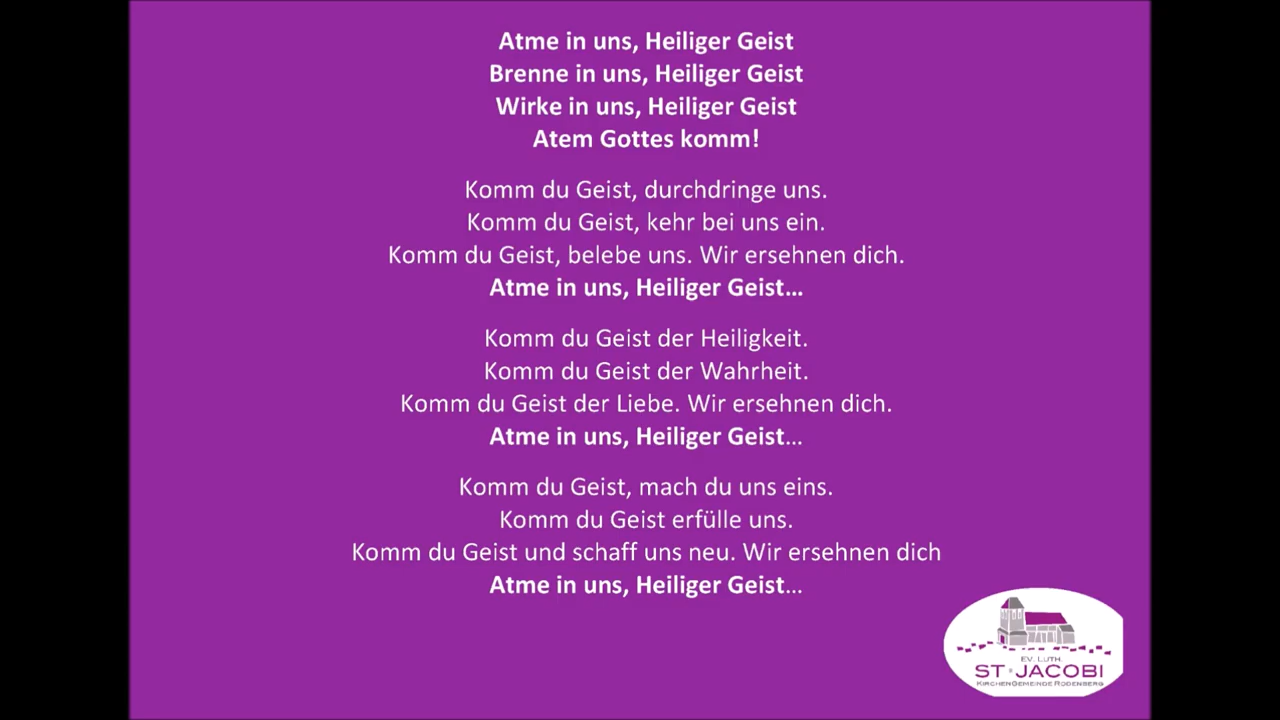 Atme in uns, Heiliger Geist
Brenne in uns, Heiliger Geist
Wirke in uns, Heiliger Geist
Atem Gottes komm!
Komm du Geist, durchdringe uns.
Komm du Geist, kehr bei uns ein.
Komm du Geist, belebe uns. Wir ersehnen dich.
Atme in uns, Heiliger Geist...
Komm du Geist der Heiligkeit.
Komm du Geist der Wahrheit.
Komm du Geist der Liebe. Wir ersehnen dich.
Atme in uns, Heiliger Geist...
Komm du Geist, mach du uns eins.
Komm du Geist erfülle uns.
Komm du Geist und schaff uns neu. Wir ersehnen dich
Atme in uns, Heiliger Geist...
EV. LUTH.
ST·JACOBI
KIRCHENGEMEINDE RODENBERG